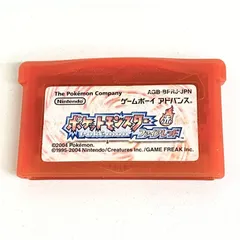 The Pokémon Company AGB-BPRJ-JPN
Nintendo ゲームボーイ アドバンス
ポケットモンスター
ファイアレッド
©2004 Pokémon
©1995-2004 Nintendo/Creatures inc./GAME FREAK inc.